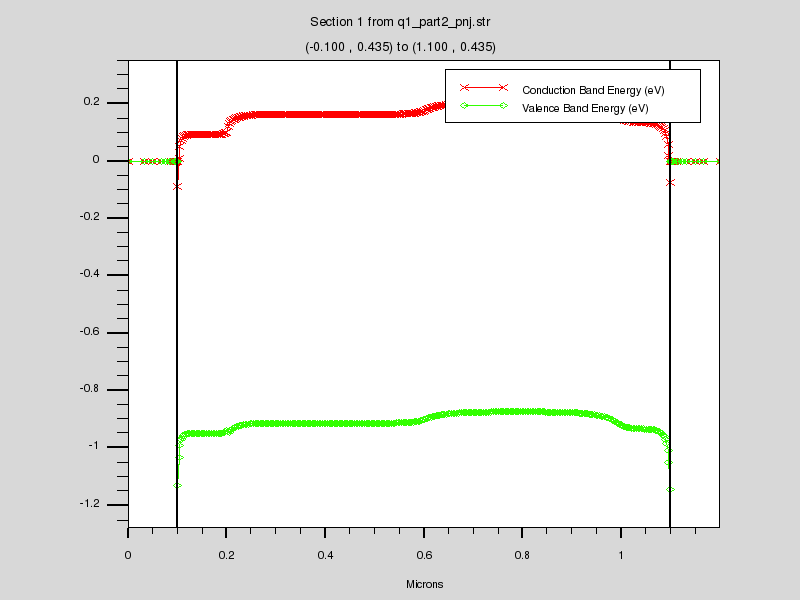 Section 1 from q1_part2_pnj.str
(-0.100 , 0.435) to (1.100 , 0.435)
Conduction Band Energy (eV)
Valence Band Energy (eV)
0.2
0
-0.2
-0.4
-0.6
-0.8
-1
-1.2
0 0.2 0.4 0.6 0.8 1
Microns